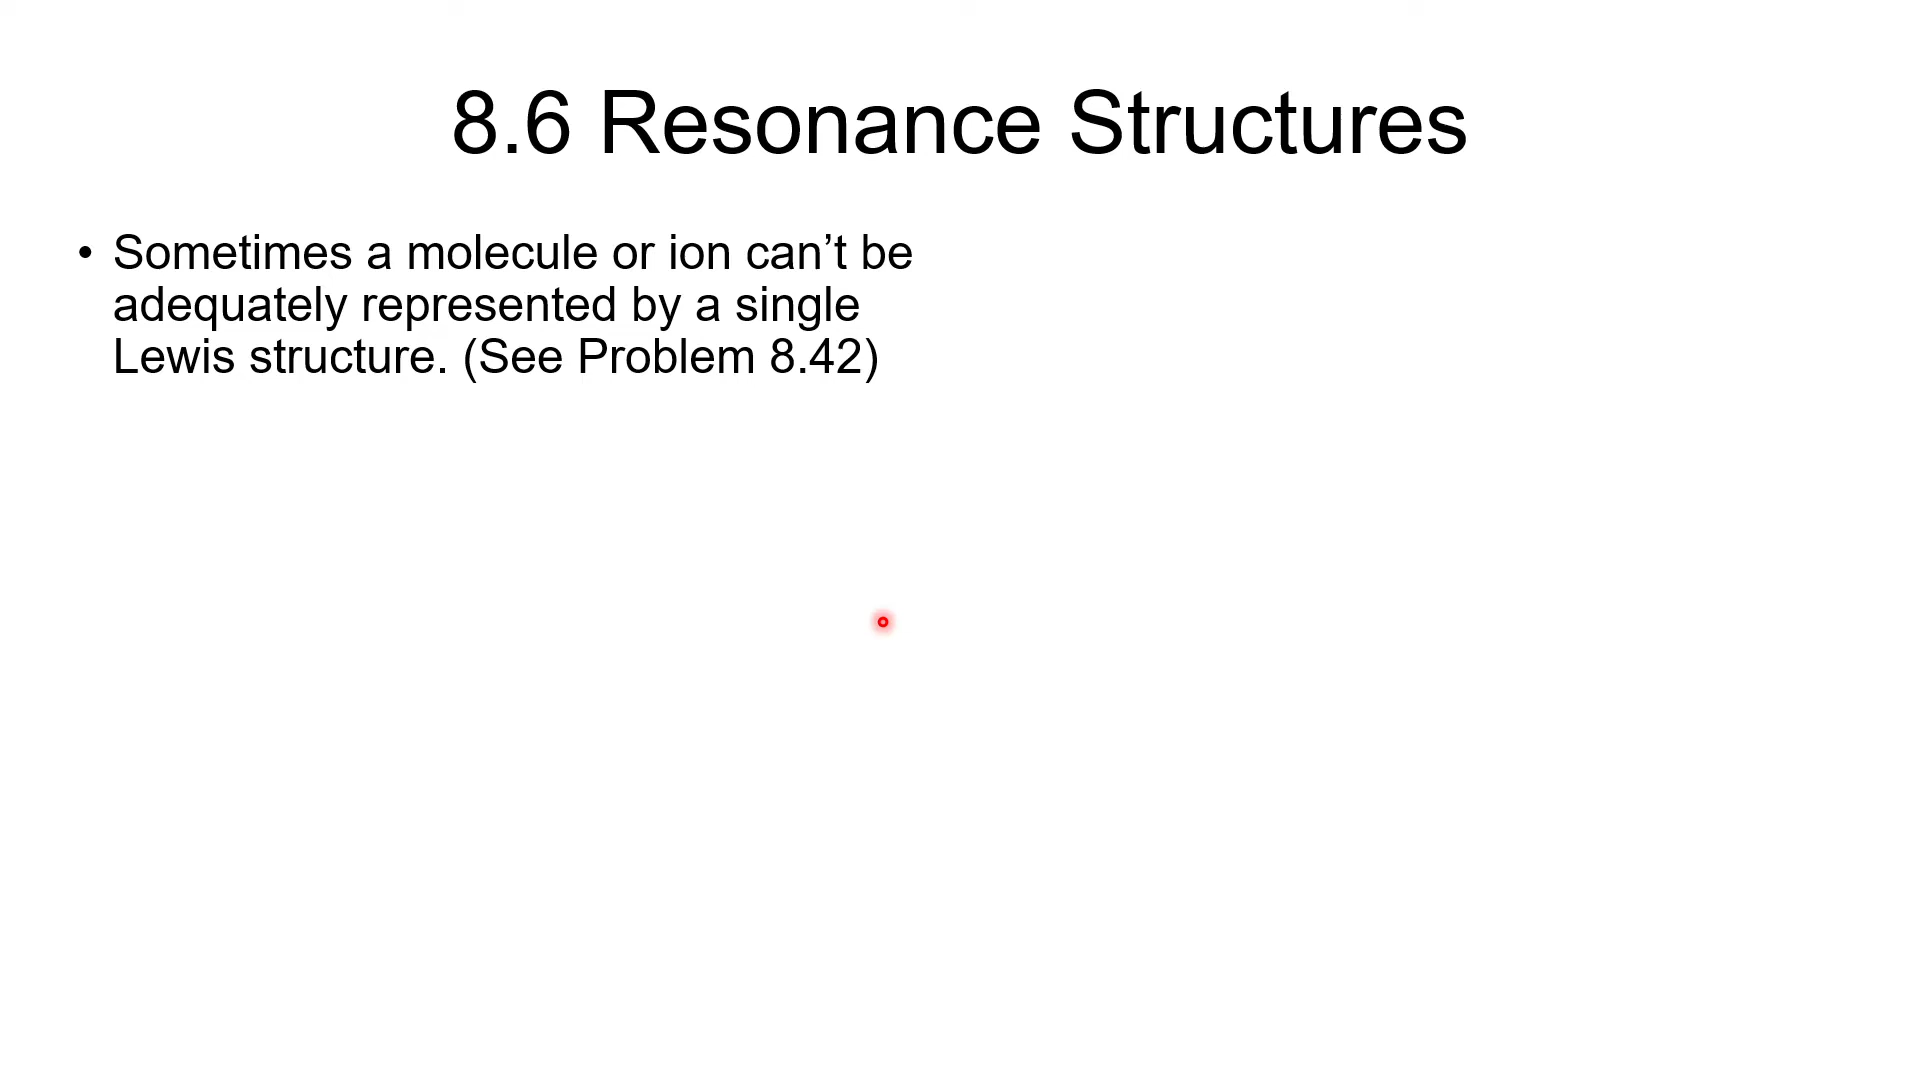 8.6 Resonance Structures
• Sometimes a molecule or ion can’t be
adequately represented by a single
Lewis structure. (See Problem 8.42)